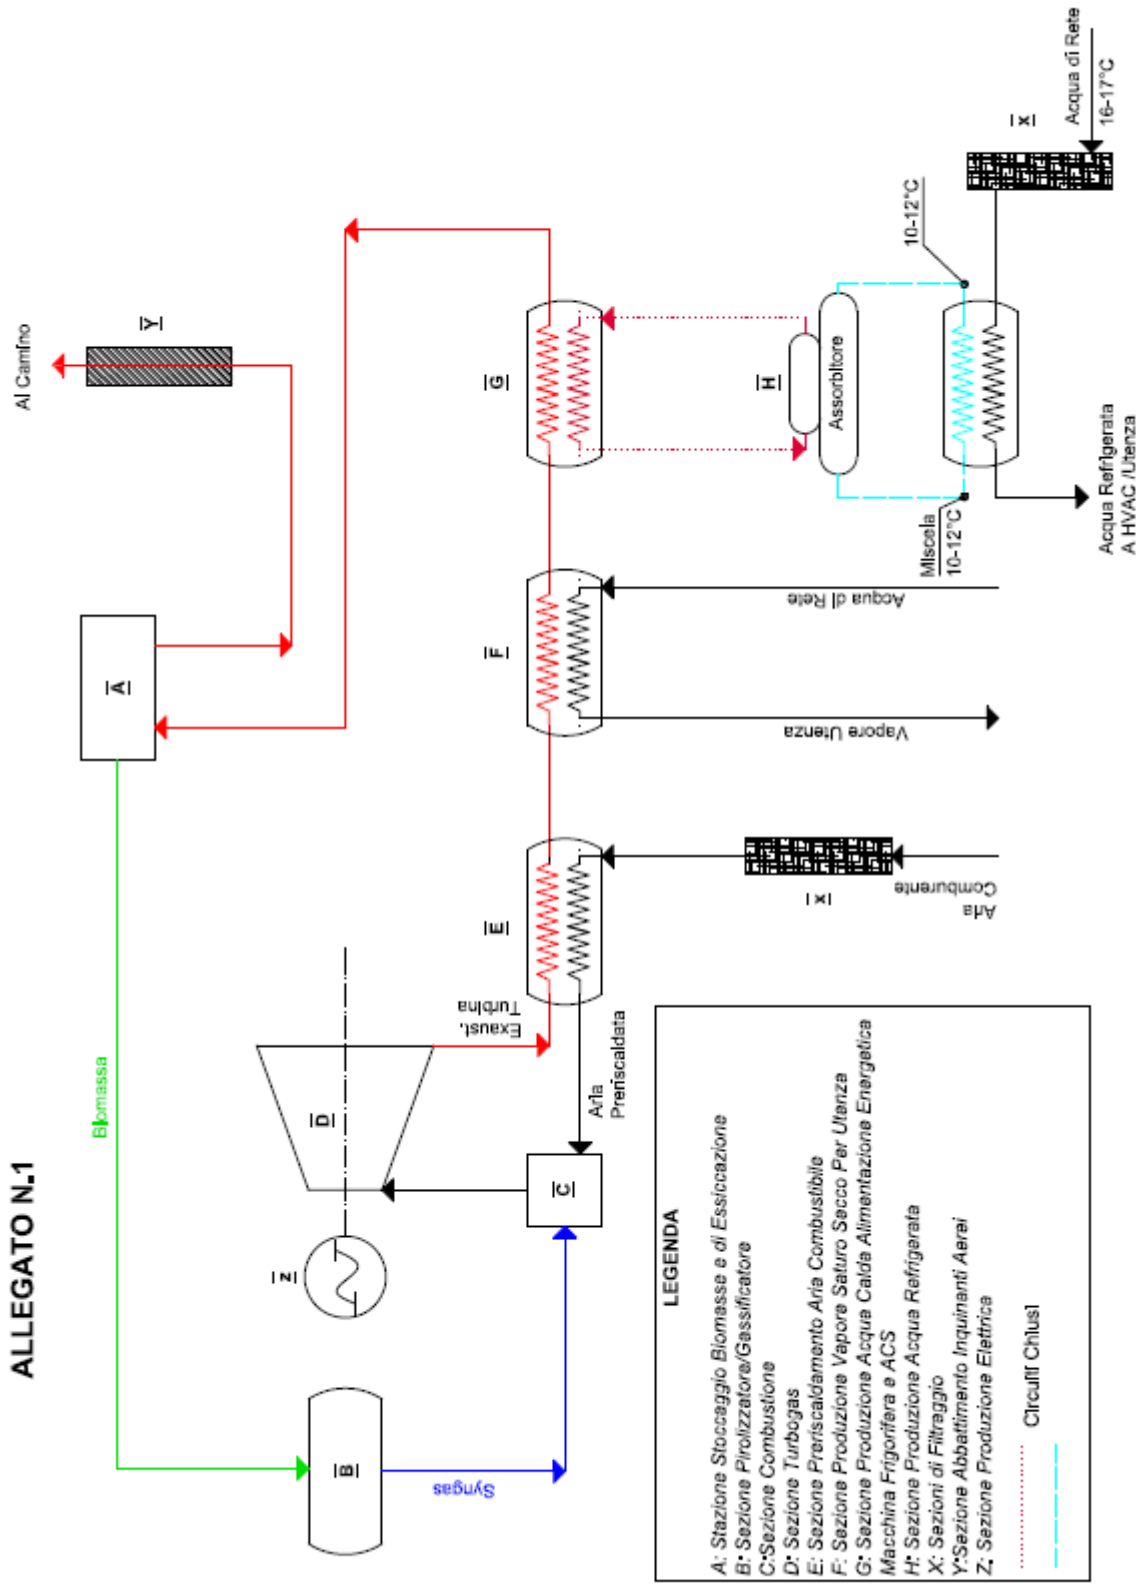 ALLEGATO N.1
Biomassa
A
Al Camino
Y
B
Syngas
Z
D
C
Exaust.
Turbina
Aria
Preriscaldata
E
F
G
X
Aria
Comburente
Vapore Utenza
Acqua di Rete
H
Assorbitore
Miscela
10-12°C
10-12°C
X
Acqua di Rete
16-17°C
Acqua Refrigerata
A HVAC /Utenza
LEGENDA
A: Stazione Stoccaggio Biomasse e di Essiccazione
B: Sezione Pirolizzatore/Gassificatore
C:Sezione Combustione
D: Sezione Turbogas
E: Sezione Preriscaldamento Aria Combustibile
F: Sezione Produzione Vapore Saturo Secco Per Utenza
G: Sezione Produzione Acqua Calda Alimentazione Energetica
Macchina Frigorifera e ACS
H: Sezione Produzione Acqua Refrigerata
X: Sezioni di Filtraggio
Y:Sezione Abbattimento Inquinanti Aerei
Z: Sezione Produzione Elettrica
Circuiti Chiusi